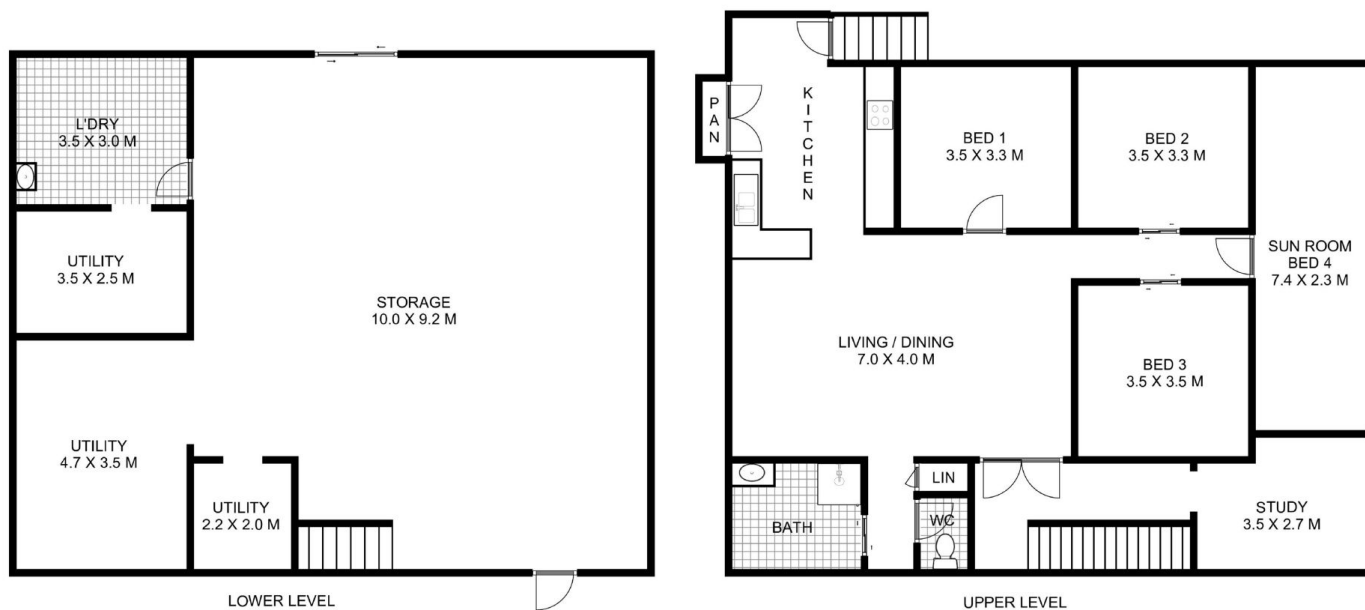 L'DRY
3.5 X 3.0 M
UTILITY
3.5 X 2.5 M
STORAGE
10.0 X 9.2 M
UTILITY
4.7 X 3.5 M
UTILITY
2.2 X 2.0 M
LOWER LEVEL
PAN
KITCHEN
BED 1
3.5 X 3.3 M
BED 2
3.5 X 3.3 M
SUN ROOM
BED 4
7.4 X 2.3 M
LIVING / DINING
7.0 X 4.0 M
BED 3
3.5 X 3.5 M
LIN
BATH
WC
STUDY
3.5 X 2.7 M
UPPER LEVEL